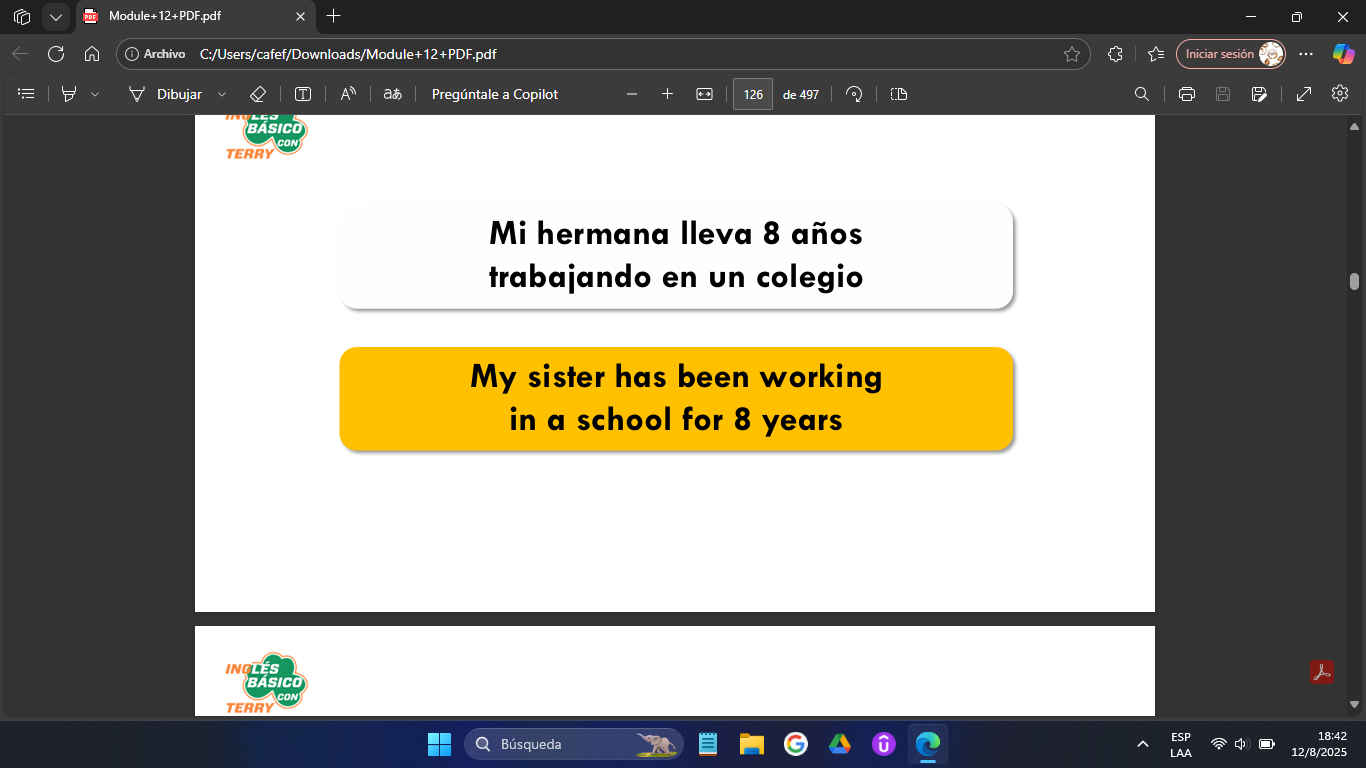 Module+12+PDF.pdf
Archivo C:/Users/cafef/Downloads/Module+12+PDF.pdf Iniciar sesión
Dibujar Pregúntale a Copilot 126 de 497
INGLÉS
BÁSICO
CON
TERRY
Mi hermana lleva 8 años
trabajando en un colegio
My sister has been working
in a school for 8 years
INGLÉS
BÁSICO
CON
TERRY
Búsqueda
ESP
LAA
18:42
12/8/2025